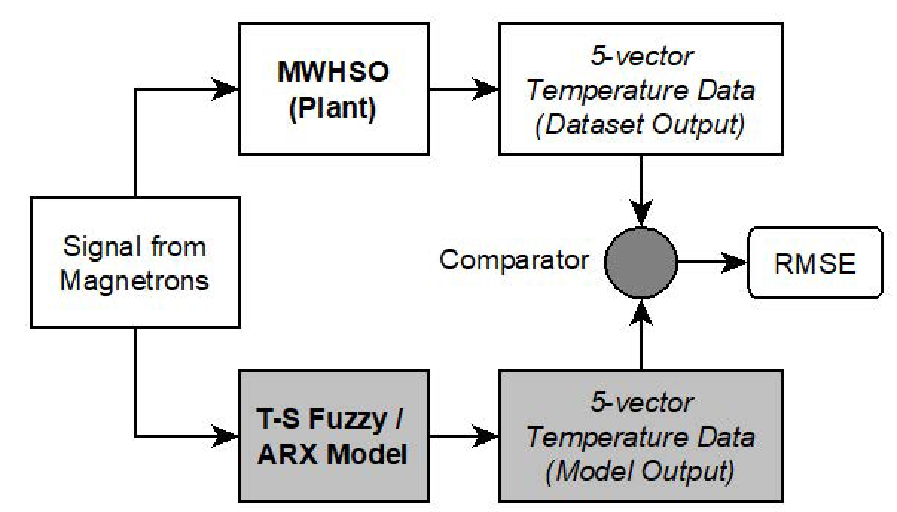 MWHSO
(Plant)
5-vector
Temperature Data
(Dataset Output)
Signal from
Magnetrons
Comparator
RMSE
T-S Fuzzy /
ARX Model
5-vector
Temperature Data
(Model Output)